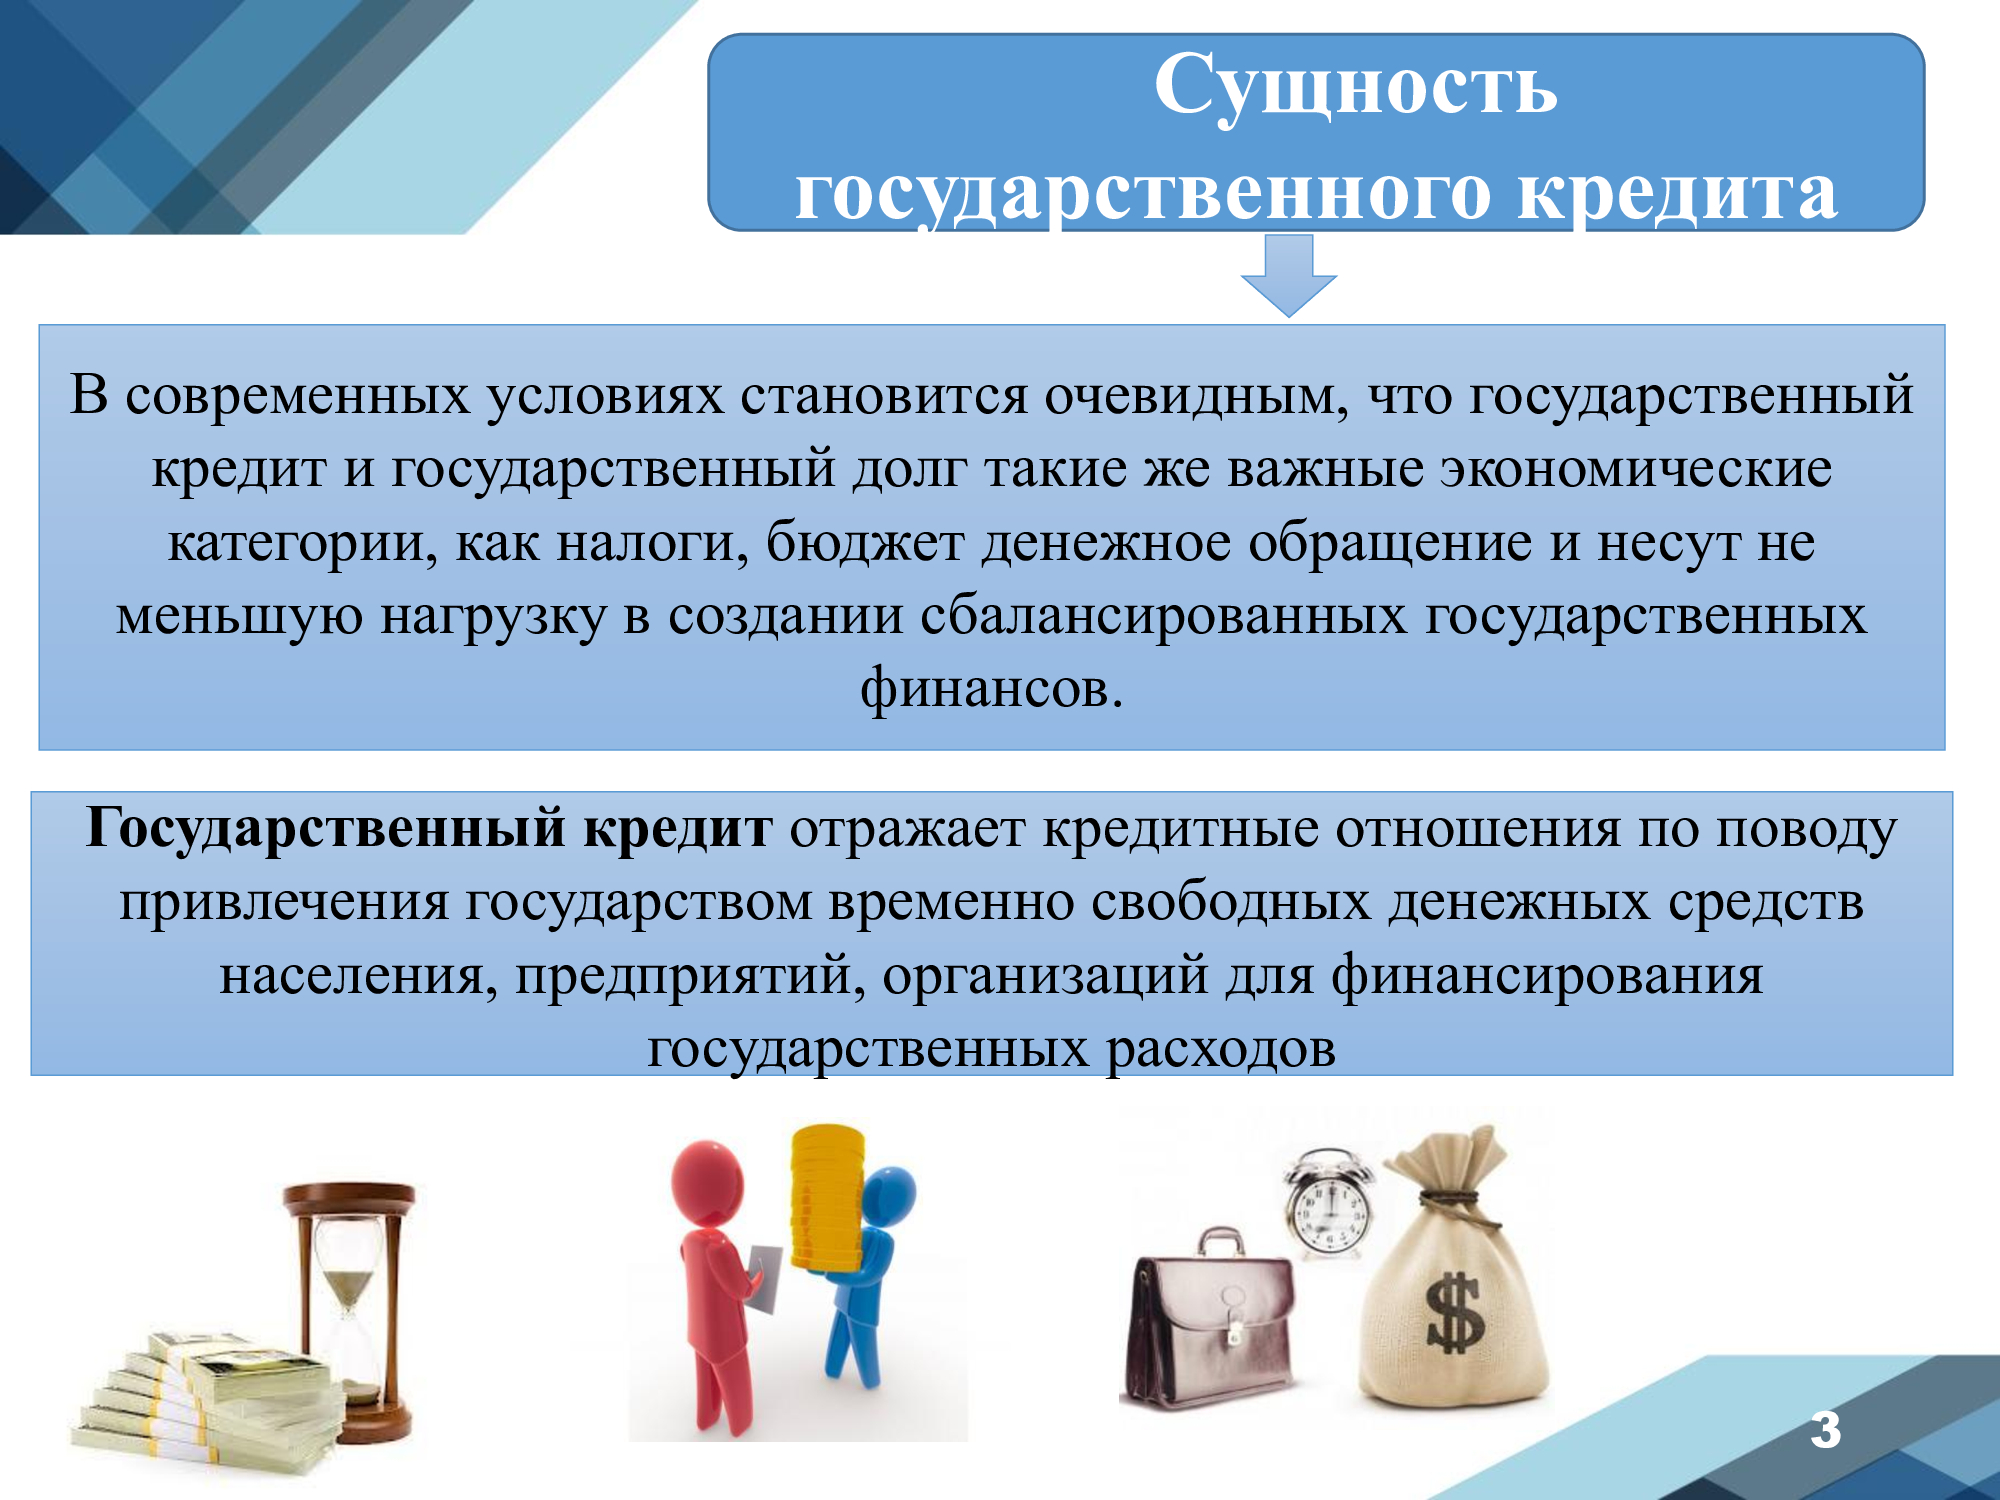 Сущность
государственного кредита
В современных условиях становится очевидным, что государственный
кредит и государственный долг такие же важные экономические
категории, как налоги, бюджет денежное обращение и несут не
меньшую нагрузку в создании сбалансированных государственных
финансов.
Государственный кредит отражает кредитные отношения по поводу
привлечения государством временно свободных денежных средств
населения, предприятий, организаций для финансирования
государственных расходов
$
3